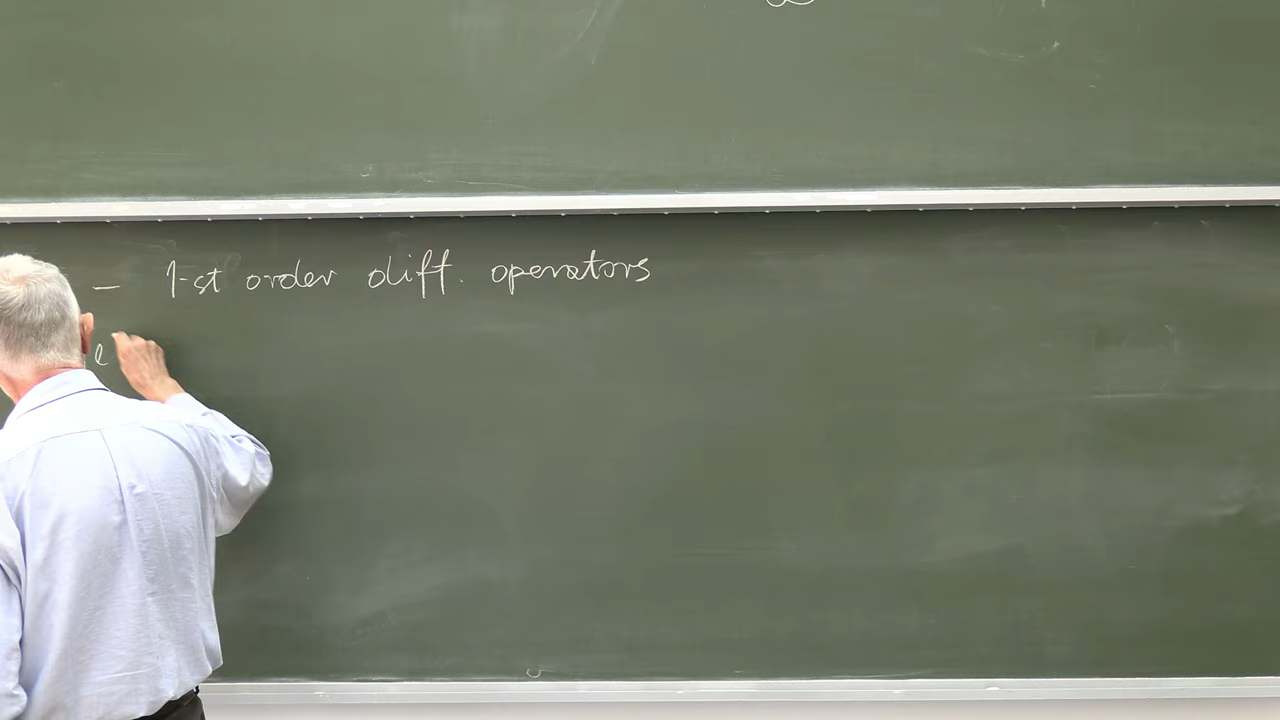 — 1-st order diff. operators
e